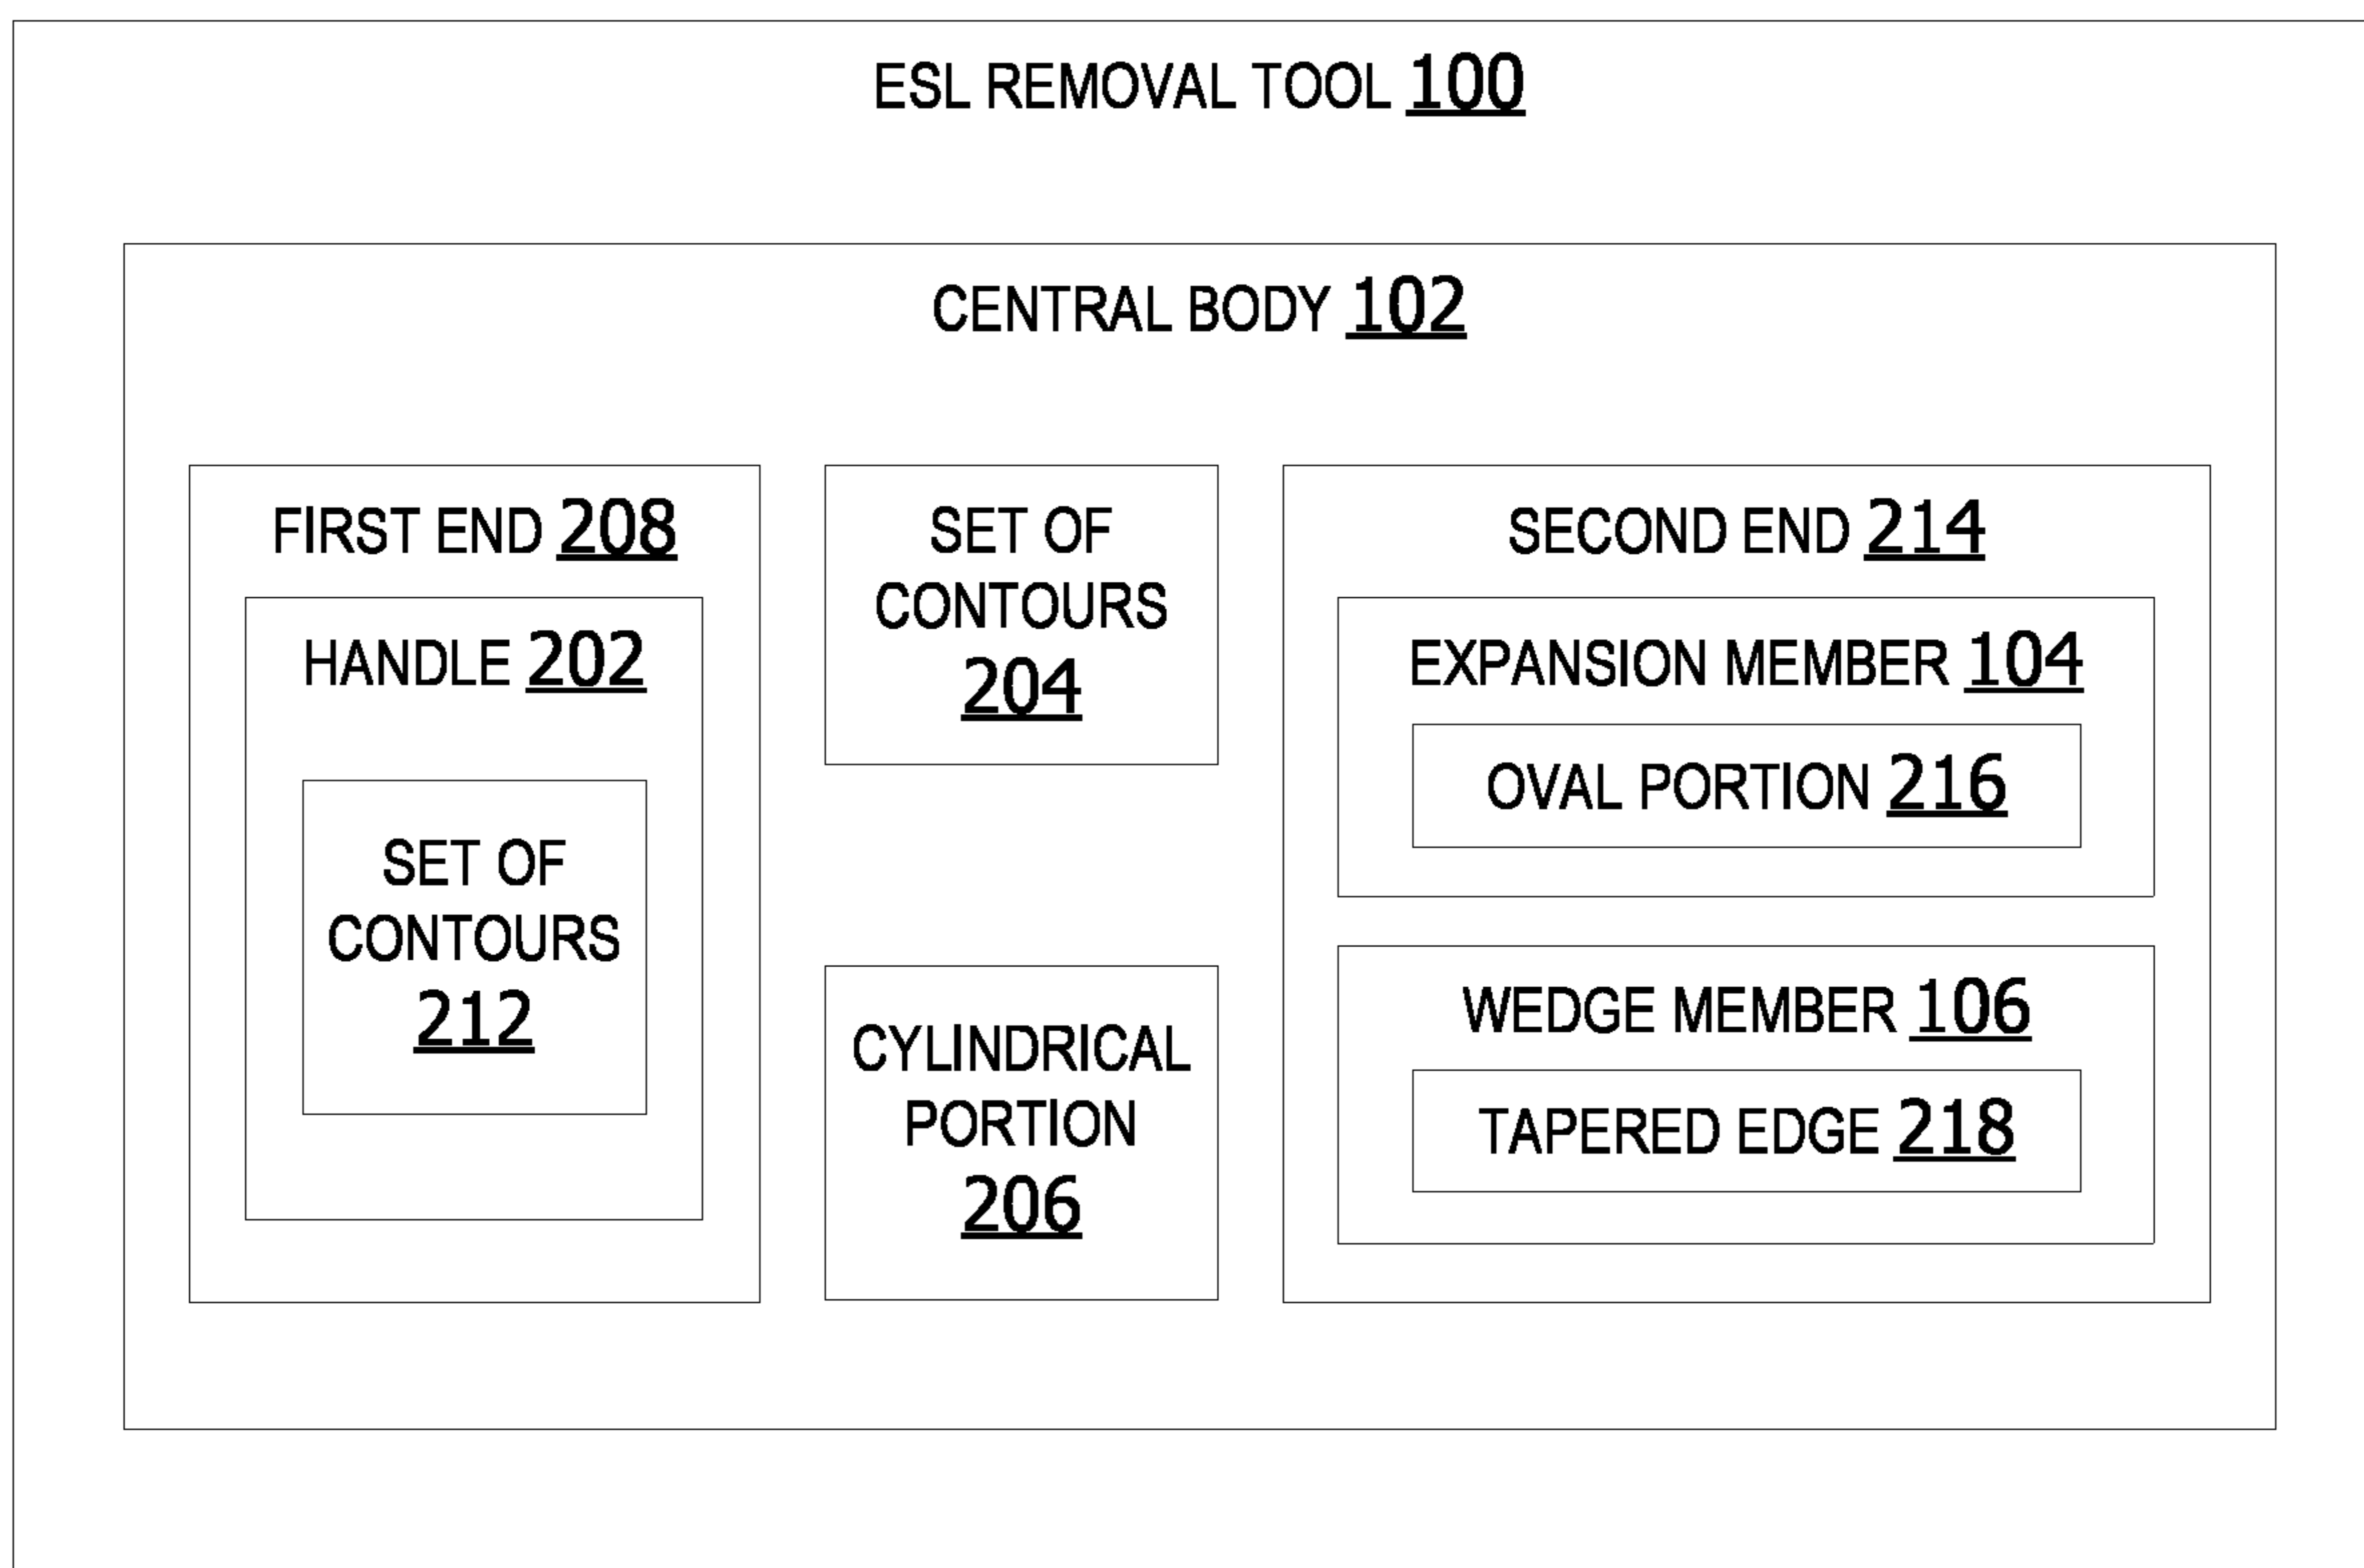 ESL REMOVAL TOOL 100
CENTRAL BODY 102
FIRST END 208
HANDLE 202
SET OF
CONTOURS
212
SET OF
CONTOURS
204
CYLINDRICAL
PORTION
206
SECOND END 214
EXPANSION MEMBER 104
OVAL PORTION 216
WEDGE MEMBER 106
TAPERED EDGE 218